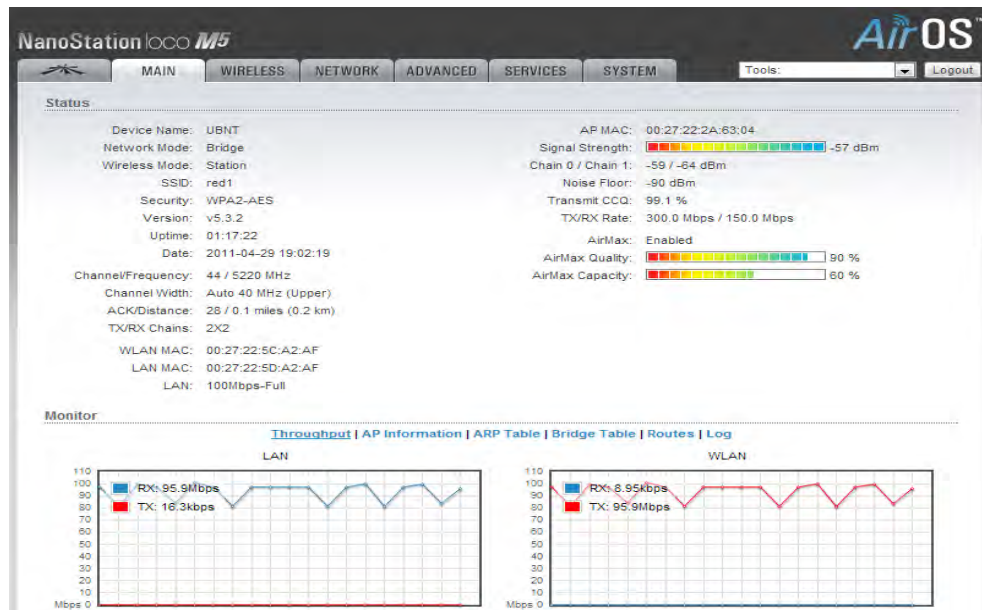 NanoStation loco M5
AirOS™
MAIN WIRELESS NETWORK ADVANCED SERVICES SYSTEM Tools: Logout
Status
Device Name: UBNT
Network Mode: Bridge
Wireless Mode: Station
SSID: red1
Security: WPA2-AES
Version: v5.3.2
Uptime: 01:17:22
Date: 2011-04-29 19:02:19
Channel/Frequency: 44 / 5220 MHz
Channel Width: Auto 40 MHz (Upper)
ACK/Distance: 28 / 0.1 miles (0.2 km)
TX/RX Chains: 2X2
WLAN MAC: 00:27:22:5C:A2:AF
LAN MAC: 00:27:22:5D:A2:AF
LAN: 100Mbps-Full
AP MAC: 00:27:22:2A:63:04
Signal Strength: -57 dBm
Chain 0 / Chain 1: -59 / -64 dBm
Noise Floor: -90 dBm
Transmit CCQ: 99.1 %
TX/RX Rate: 300.0 Mbps / 150.0 Mbps
AirMax: Enabled
AirMax Quality: 90 %
AirMax Capacity: 60 %
Monitor
Throughput | AP Information | ARP Table | Bridge Table | Routes | Log
LAN
110
100
90
80
70
60
50
40
30
20
10
Mbps 0
RX: 95.9Mbps
TX: 16.3kbps
WLAN
110
100
90
80
70
60
50
40
30
20
10
Mbps 0
RX: 8.95kbps
TX: 95.9Mbps